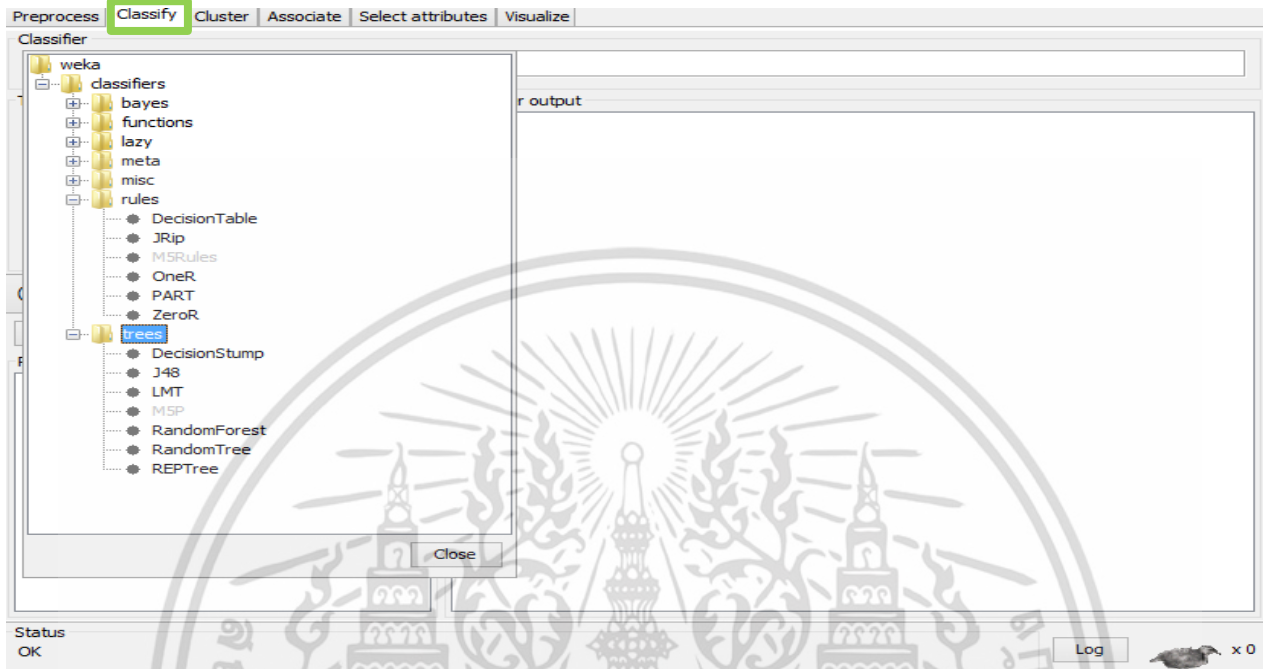 Preprocess Classify Cluster Associate Select attributes Visualize
Classifier
weka
classifiers
bayes
r output
functions
lazy
meta
misc
rules
DecisionTable
JRip
M5Rules
OneR
PART
ZeroR
trees
DecisionStump
J48
LMT
M5P
RandomForest
RandomTree
REPTree
Close
Status
OK
Log
x 0